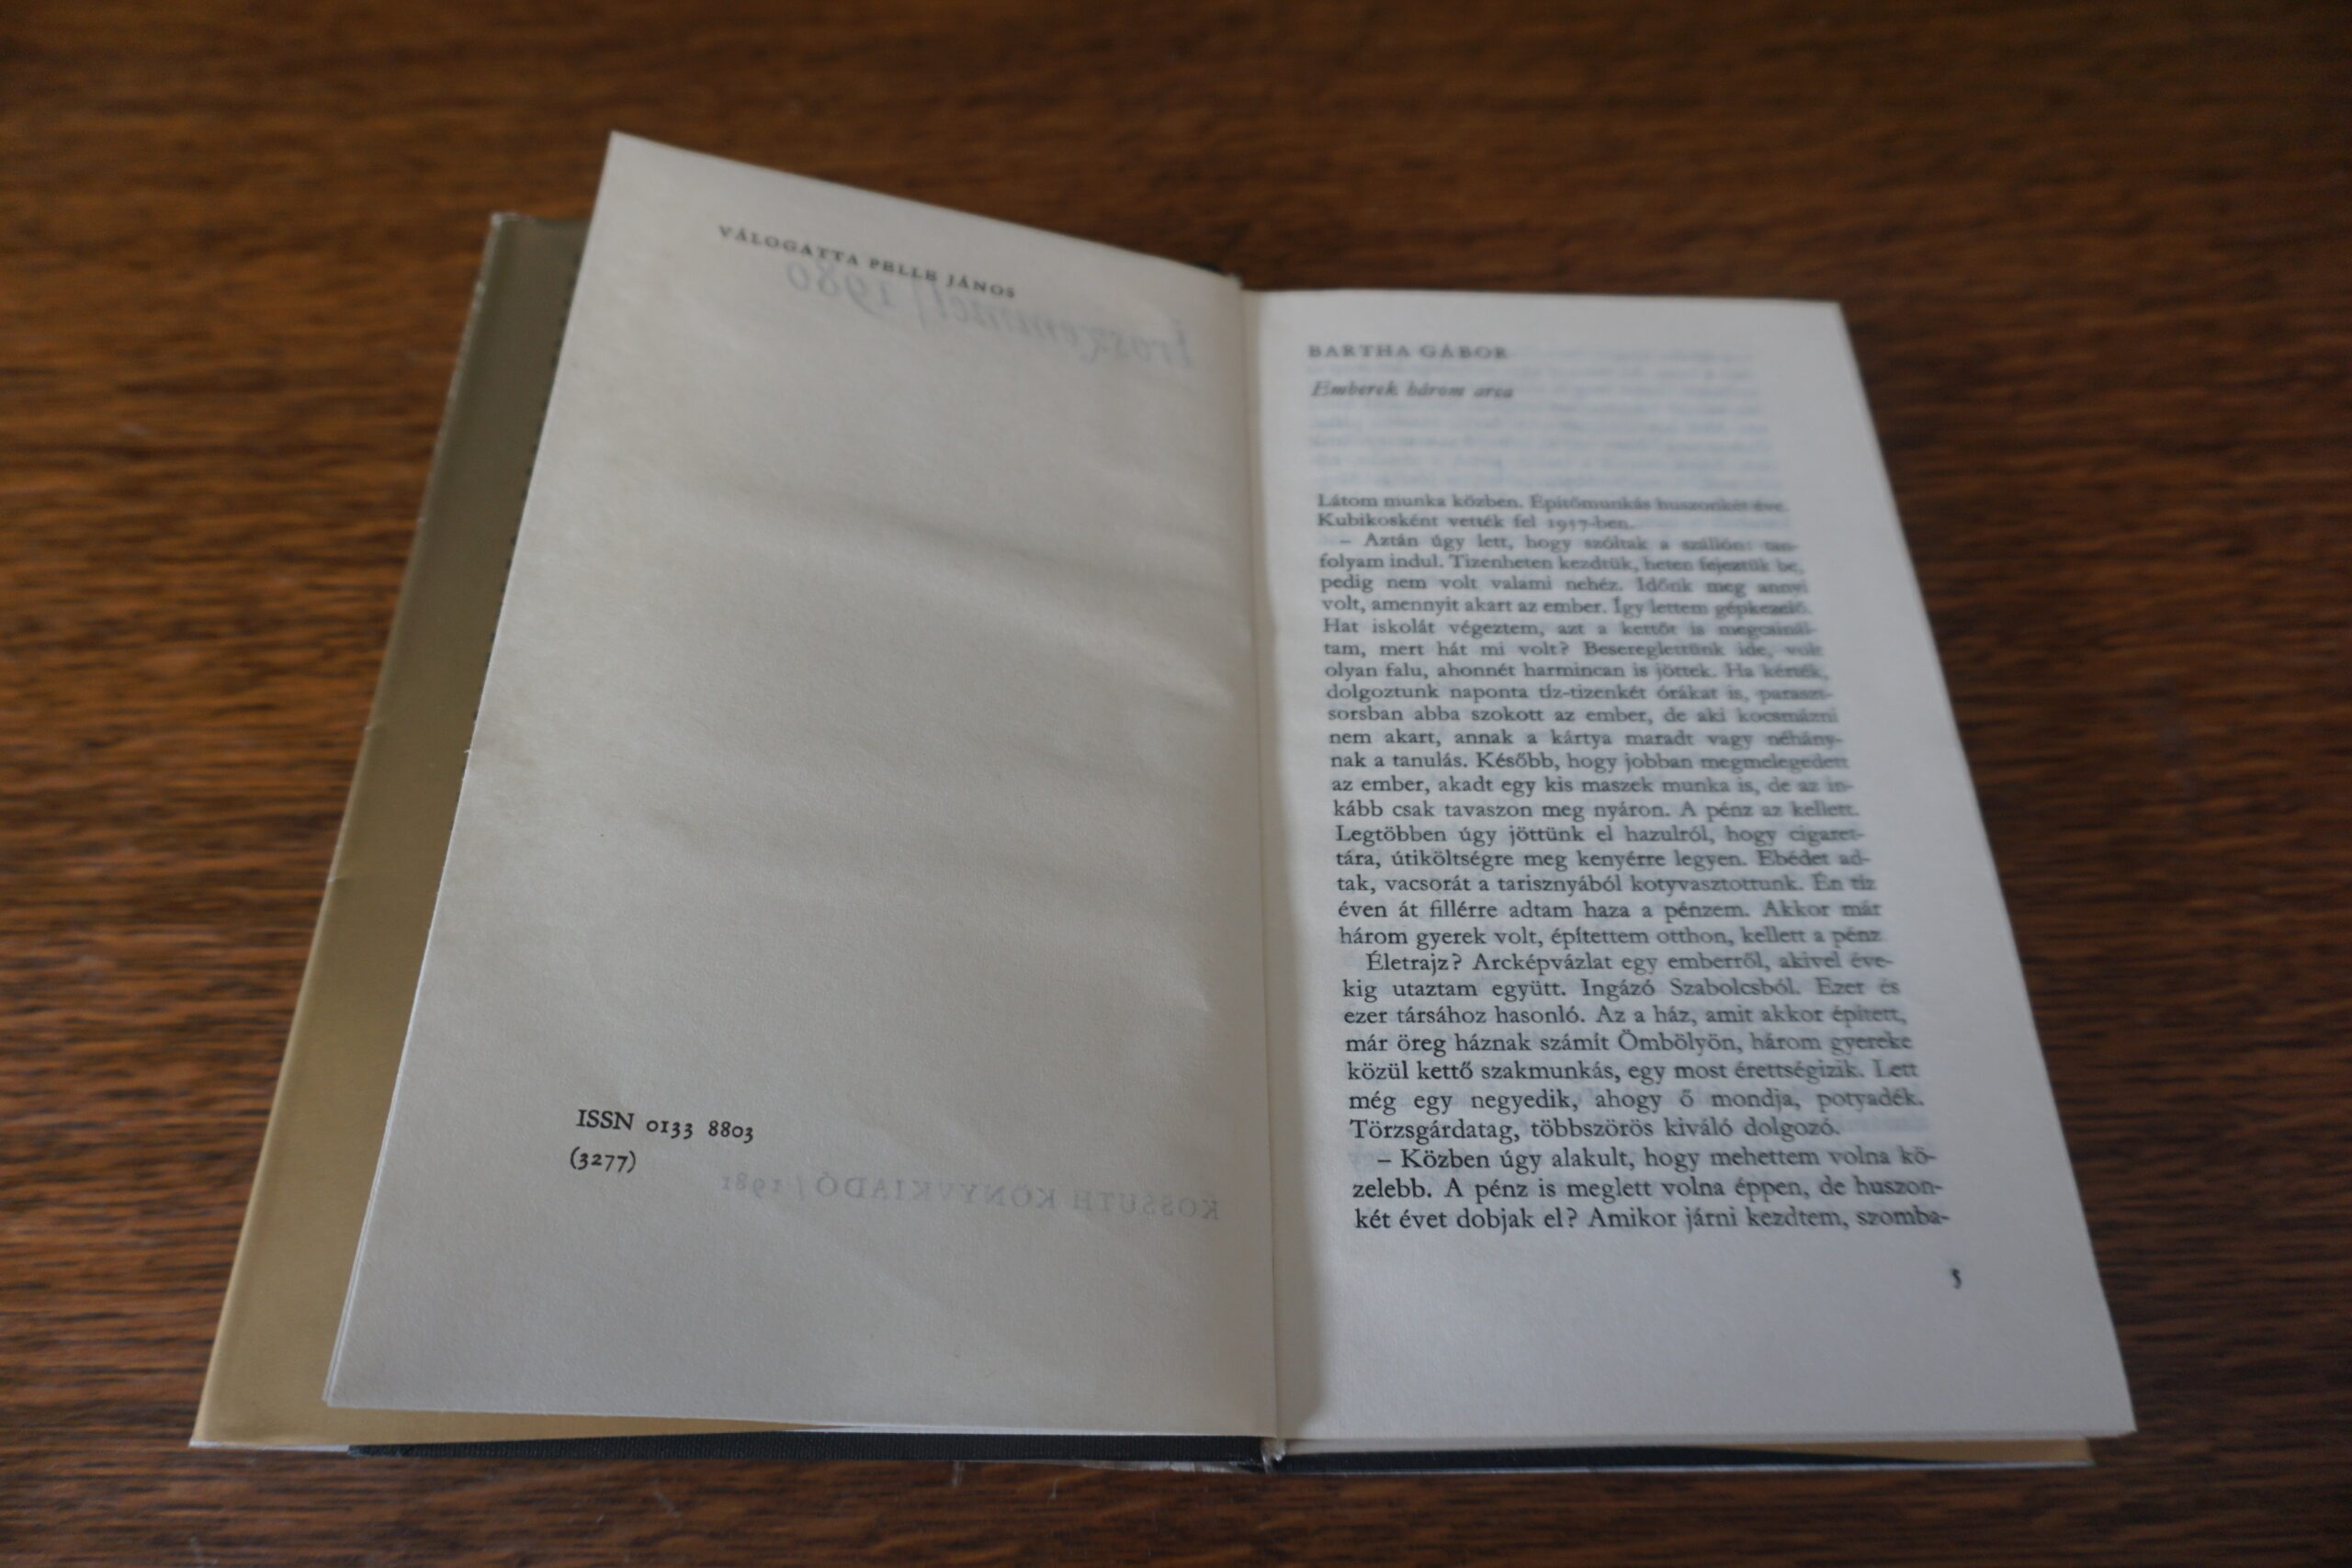 VÁLOGATTA PELLE JÁNOS
Írószemmel / 1980
ISSN 0133 8803
(3277)
KOSSUTH KÖNYVKIADÓ / 1981
BARTHA GÁBOR
Emberek három arca
Látom munka közben. Építőmunkás huszonkét éve.
Kubikosként vették fel 1957-ben.
– Aztán úgy lett, hogy szóltak a szállón: tan-
folyam indul. Tizenheten kezdtük, heten fejeztük be,
pedig nem volt valami nehéz. Időnk meg annyi
volt, amennyit akart az ember. Így lettem gépkezelő.
Hat iskolát végeztem, azt a kettőt is megcsinál-
tam, mert hát mi volt? Besereglettünk ide, volt
olyan falu, ahonnét harmincan is jöttek. Ha kérték,
dolgoztunk naponta tíz-tizenkét órákat is, paraszt-
sorsban abba szokott az ember, de aki kocsmázni
nem akart, annak a kártya maradt vagy néhány-
nak a tanulás. Később, hogy jobban megmelegedett
az ember, akadt egy kis maszek munka is, de az in-
kább csak tavaszon meg nyáron. A pénz az kellett.
Legtöbben úgy jöttünk el hazulról, hogy cigaret-
tára, útiköltségre meg kenyérre legyen. Ebédet ad-
tak, vacsorát a tarisznyából kotyvasztottunk. Én tíz
éven át fillérre adtam haza a pénzem. Akkor már
három gyerek volt, építettem otthon, kellett a pénz
Életrajz? Arcképvázlat egy emberről, akivel éve-
kig utaztam együtt. Ingázó Szabolcsból. Ezer és
ezer társához hasonló. Az a ház, amit akkor épített,
már öreg háznak számít Ömbölyön, három gyereke
közül kettő szakmunkás, egy most érettségizik. Lett
még egy negyedik, ahogy ő mondja, potyadék.
Törzsgárdatag, többszörös kiváló dolgozó.
– Közben úgy alakult, hogy mehettem volna kö-
zelebb. A pénz is meglett volna éppen, de huszon-
két évet dobjak el? Amikor járni kezdtem, szomba-
5